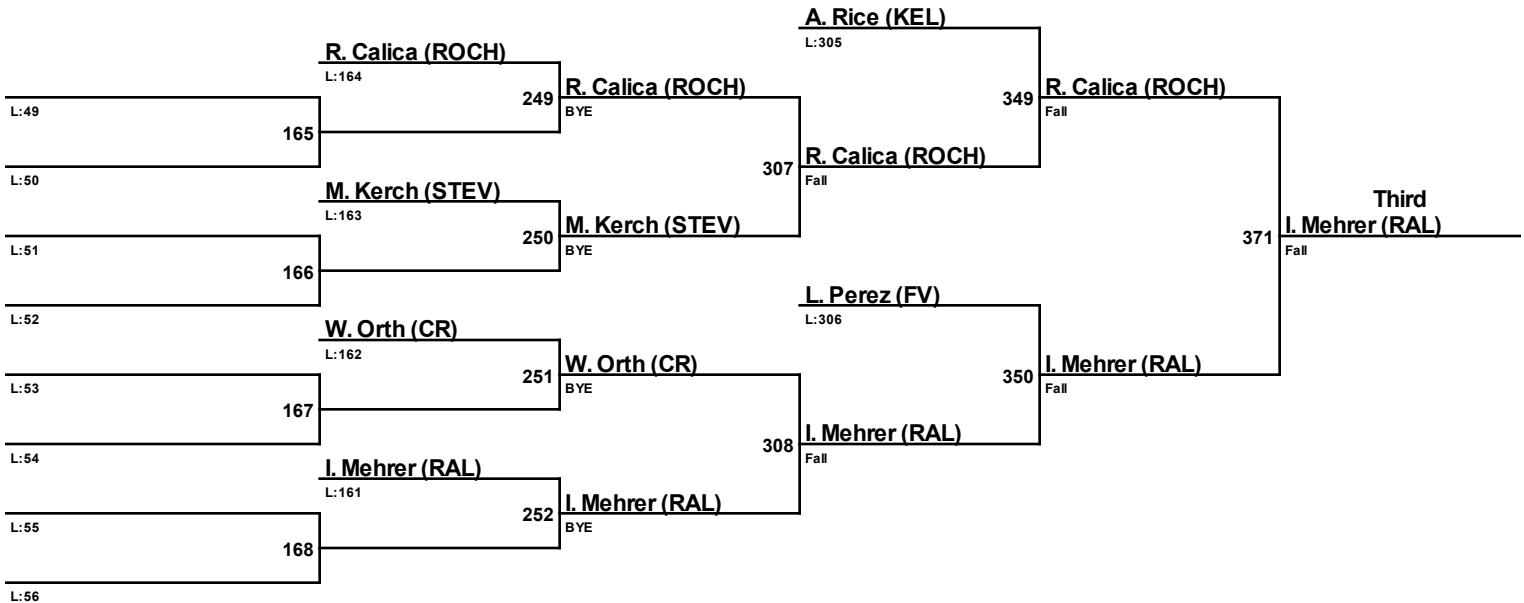 A. Rice (KEL)
L:305
R. Calica (ROCH)
L:164
249
R. Calica (ROCH)
BYE
349
R. Calica (ROCH)
Fall
L:49
165
L:50
307
R. Calica (ROCH)
Fall
M. Kerch (STEV)
L:163
250
M. Kerch (STEV)
BYE
Third
371
I. Mehrer (RAL)
Fall
L:51
166
L:52
L. Perez (FV)
L:306
W. Orth (CR)
L:162
251
W. Orth (CR)
BYE
350
I. Mehrer (RAL)
Fall
L:53
167
L:54
308
I. Mehrer (RAL)
Fall
I. Mehrer (RAL)
L:161
252
I. Mehrer (RAL)
BYE
L:55
168
L:56